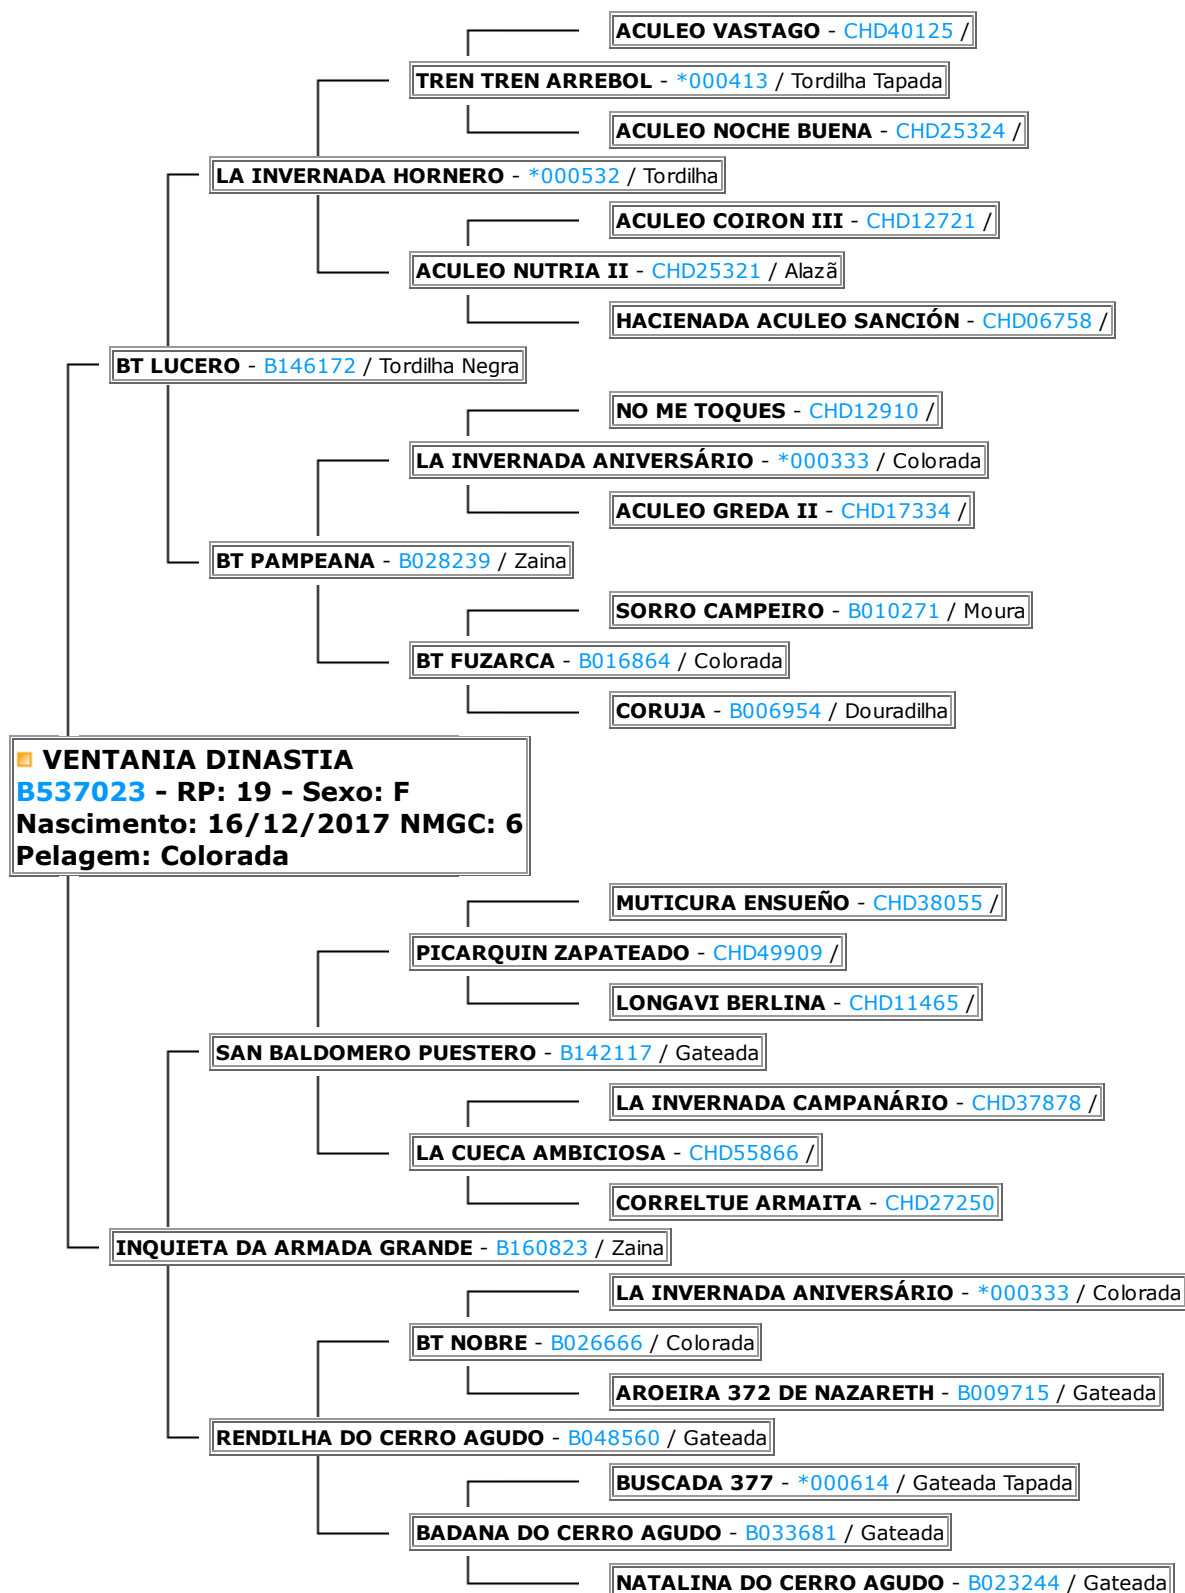 ACULEO VASTAGO - CHD40125 /
TREN TREN ARREBOL - *000413 / Tordilha Tapada
ACULEO NOCHE BUENA - CHD25324 /
LA INVERNADA HORNERO - *000532 / Tordilha
ACULEO COIRON III - CHD12721 /
ACULEO NUTRIA II - CHD25321 / Alazã
HACIENADA ACULEO SANCIÓN - CHD06758 /
BT LUCERO - B146172 / Tordilha Negra
NO ME TOQUES - CHD12910 /
LA INVERNADA ANIVERSÁRIO - *000333 / Colorada
ACULEO GREDA II - CHD17334 /
BT PAMPEANA - B028239 / Zaina
SORRO CAMPEIRO - B010271 / Moura
BT FUZARCA - B016864 / Colorada
CORUJA - B006954 / Douradilha
VENTANIA DINASTIA
B537023 - RP: 19 - Sexo: F
Nascimento: 16/12/2017 NMGC: 6
Pelagem: Colorada
MUTICURA ENSUEÑO - CHD38055 /
PICARQUIN ZAPATEADO - CHD49909 /
LONGAVI BERLINA - CHD11465 /
SAN BALDOMERO PUESTERO - B142117 / Gateada
LA INVERNADA CAMPANÁRIO - CHD37878 /
LA CUECA AMBICIOSA - CHD55866 /
CORRELTUE ARMAITA - CHD27250
INQUIETA DA ARMADA GRANDE - B160823 / Zaina
LA INVERNADA ANIVERSÁRIO - *000333 / Colorada
BT NOBRE - B026666 / Colorada
AROEIRA 372 DE NAZARETH - B009715 / Gateada
RENDILHA DO CERRO AGUDO - B048560 / Gateada
BUSCADA 377 - *000614 / Gateada Tapada
BADANA DO CERRO AGUDO - B033681 / Gateada
NATALINA DO CERRO AGUDO - B023244 / Gateada